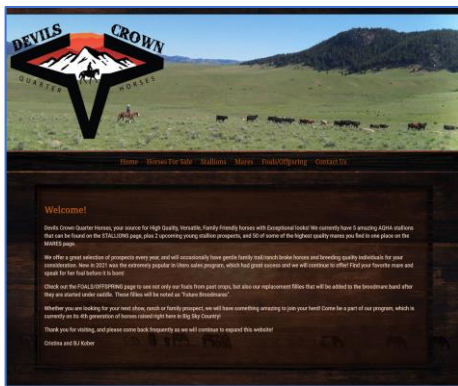 DEVILS CROWN
QUARTER HORSES
Home Horses For Sale Stallions Mares Foals/Offspring Contact Us
Welcome!
Devils Crown Quarter Horses, your source for High Quality, Versatile, Family Friendly horses with Exceptional looks! We currently have 5 amazing AQHA stallions
that can be found on the STALLIONS page, plus 2 upcoming young stallion prospects, and 50 of some of the highest quality mares you find in one place on the
MARES page.
We offer a great selection of prospects every year, and will occasionally have gentle family trail/ranch broke horses and breeding quality individuals for your
consideration. New in 2021 was the extremely popular In Utero sales program, which had great success and we will continue to offer! Find your favorite mare and
speak for her foal before it is born!
Check out the FOALS/OFFSPRING page to see not only our foals from past crops, but also retained fillies that will be added to the broodmare band after
they are started under saddle. These fillies will be noted as "Future Broodmares".
Whether you are looking for your next show, ranch or family prospect, we will have something amazing to join your herd! Come be a part of our program, which is
currently on its 4th generation of horses raised right here in Big Sky Country!
Thank you for visiting, and please come back frequently as we will continue to expand this website!
Cristina and BJ Kober